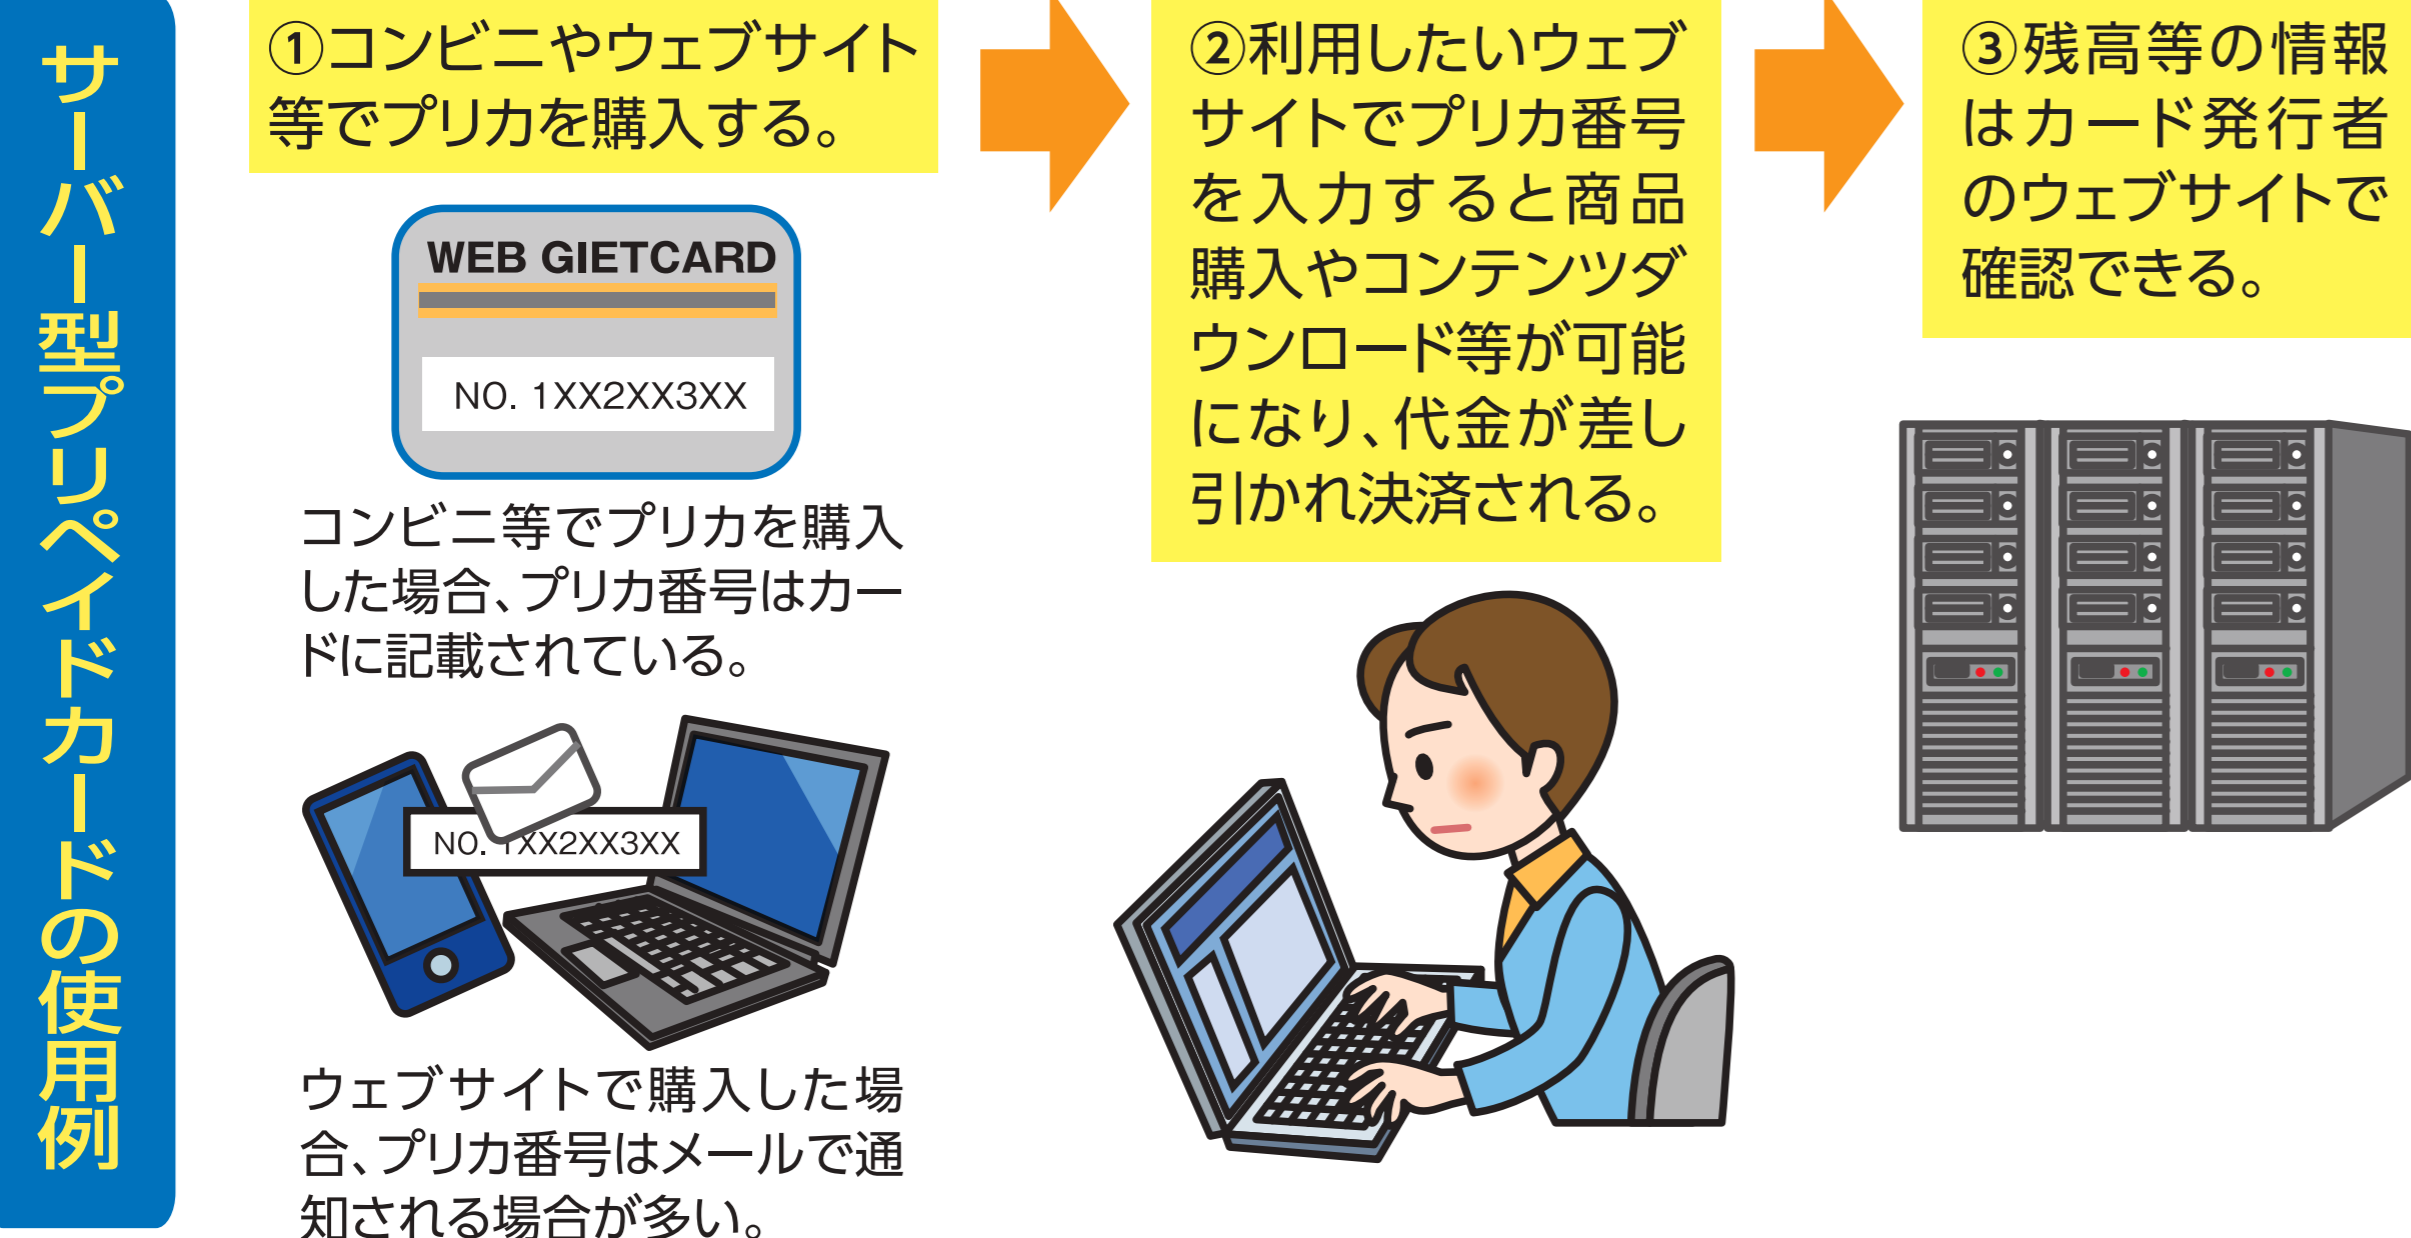 サーバー型プリペイドカードの使用例
①コンビニやウェブサイト
等でプリカを購入する。
WEB GIETCARD
NO. 1XX2XX3XX
コンビニ等でプリカを購入
した場合、プリカ番号はカー
ドに記載されている。
NO. 1XX2XX3XX
ウェブサイトで購入した場
合、プリカ番号はメールで通
知される場合が多い。
②利用したいウェブ
サイトでプリカ番号
を入力すると商品
購入やコンテンツダ
ウンロード等が可能
になり、代金が差し
引かれ決済される。
③残高等の情報
はカード発行者
のウェブサイトで
確認できる。